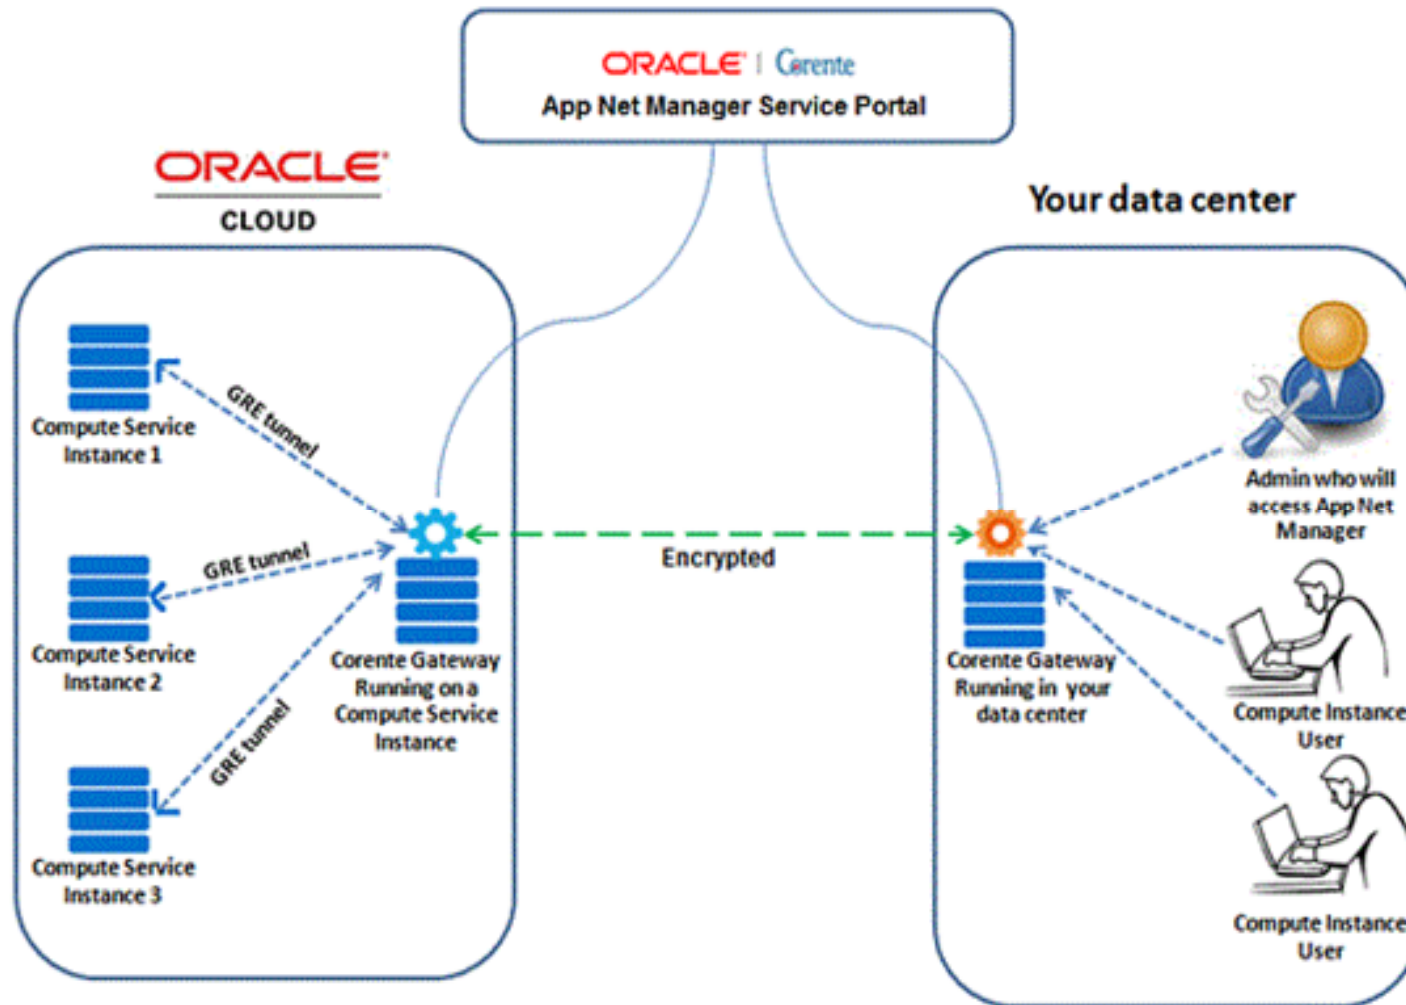 ORACLE | Corente
App Net Manager Service Portal
ORACLE
CLOUD
Your data center
Compute Service
Instance 1
GRE tunnel
Compute Service
Instance 2
GRE tunnel
Compute Service
Instance 3
GRE tunnel
Corente Gateway
Running on a
Compute Service
Instance
Encrypted
Corente Gateway
Running in your
data center
Admin who will
access App Net
Manager
Compute Instance
User
Compute Instance
User